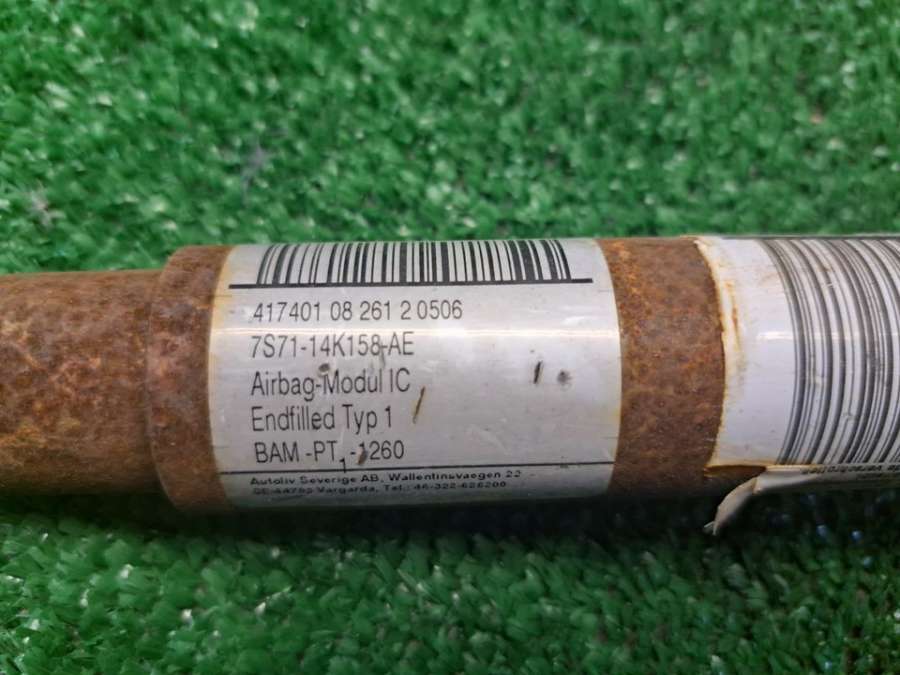 417401 08 261 2 0506
7S71-14K158-AE
Airbag-Modul IC
Endfilled Typ 1
BAM -PT1 -1260
Autoliv Sverige AB, Wallentinsvaegen 22
SE-44783 Vargarda, Tel.: 46-322-626200